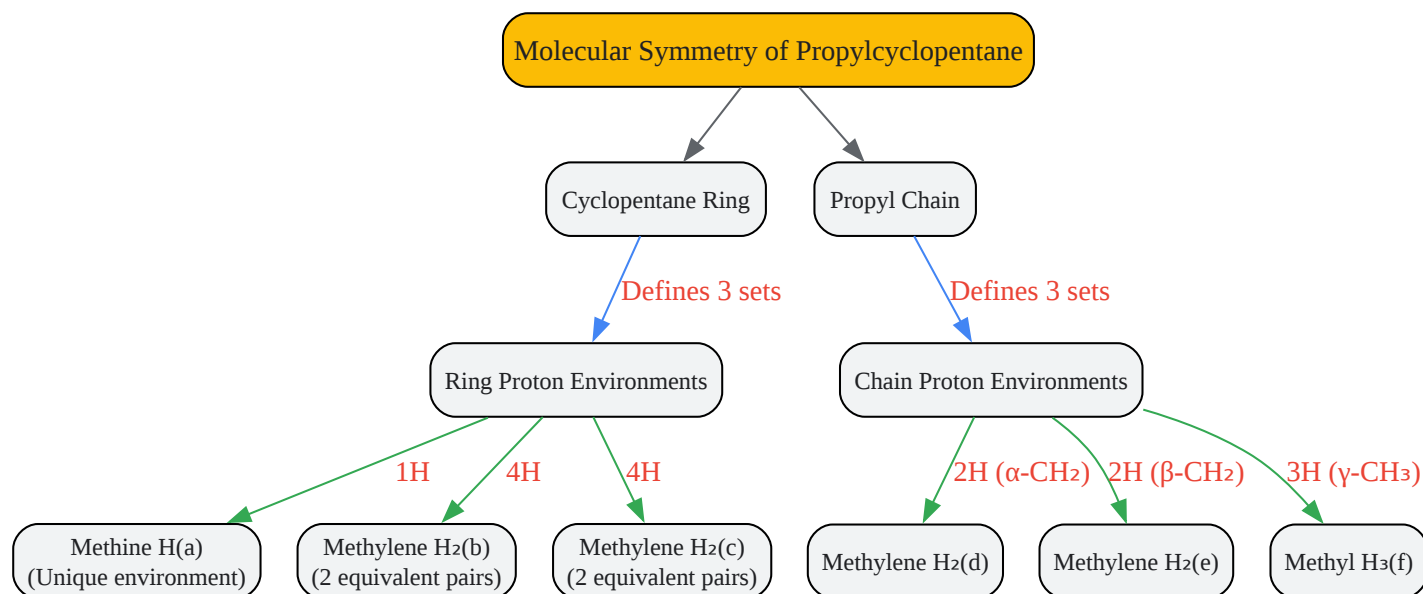 Molecular Symmetry of Propylcyclopentane
Cyclopentane Ring
Propyl Chain
Defines 3 sets
Defines 3 sets
Ring Proton Environments
Chain Proton Environments
1H
4H
4H
2H (α-CH₂)
2H (β-CH₂)
3H (γ-CH₃)
Methine H(a)
(Unique environment)
Methylene H₂(b)
(2 equivalent pairs)
Methylene H₂(c)
(2 equivalent pairs)
Methylene H₂(d)
Methylene H₂(e)
Methyl H₃(f)